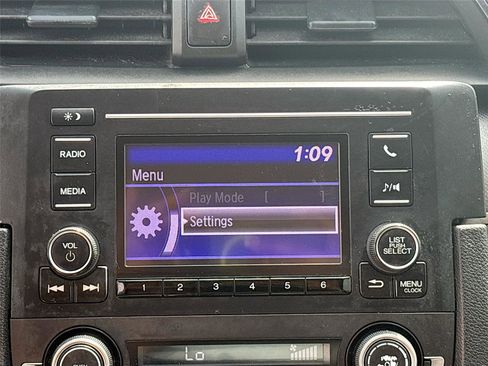 1:09
Menu
RADIO
Play Mode [ ]
MEDIA
Settings
VOL
LIST
PUSH
SELECT
1 2 3 4 5 6
MENU
CLOCK
Lo